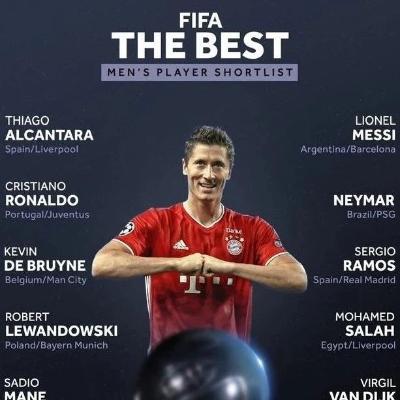 FIFA
THE BEST
MEN'S PLAYER SHORTLIST
THIAGO
ALCANTARA
Spain/Liverpool
CRISTIANO
RONALDO
Portugal/Juventus
KEVIN
DE BRUYNE
Belgium/Man City
ROBERT
LEWANDOWSKI
Poland/Bayern Munich
SADIO
MANE
LIONEL
MESSI
Argentina/Barcelona
NEYMAR
Brazil/PSG
SERGIO
RAMOS
Spain/Real Madrid
MOHAMED
SALAH
Egypt/Liverpool
VIRGIL
VAN DIJK
T